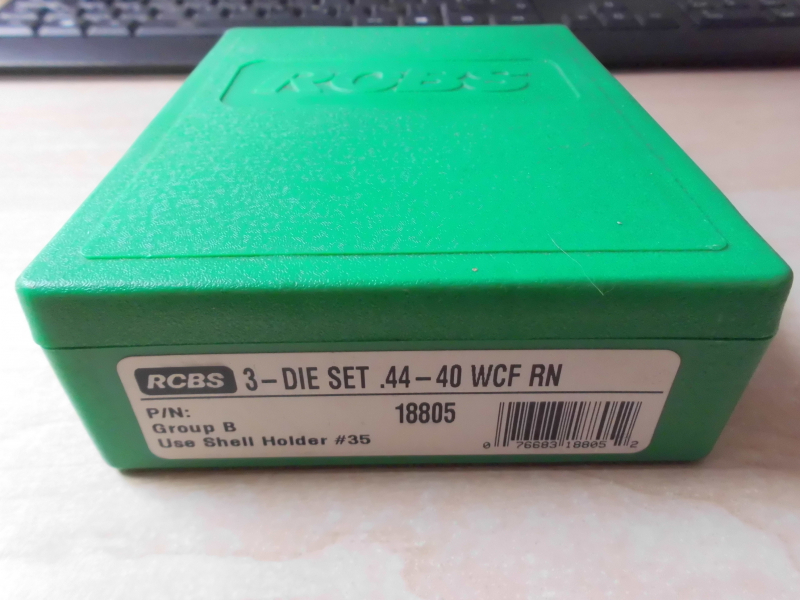 RCBS
RCBS 3-DIE SET .44-40 WCF RN
P/N: 18805
Group B
Use Shell Holder #35
0 76683 18805 2